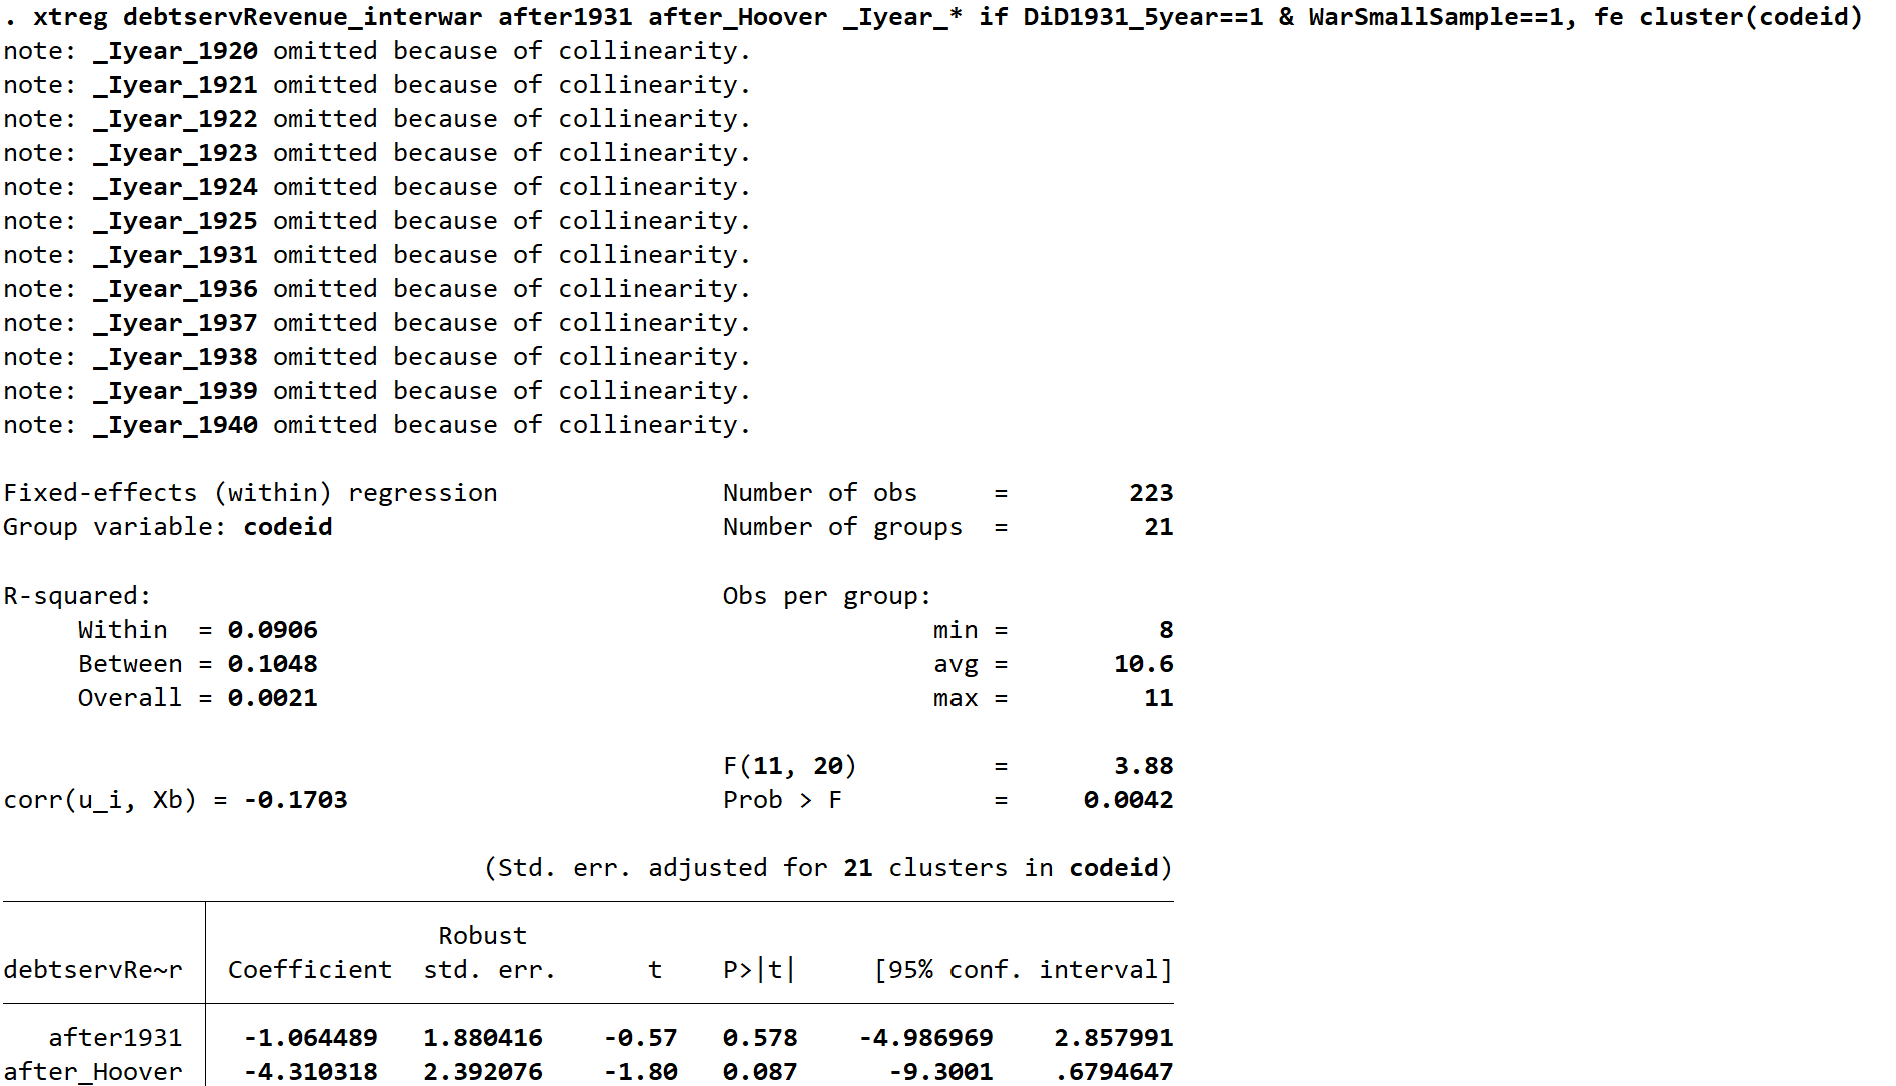 . xtreg debtservRevenue_interwar after1931 after_Hoover _Iyear_* if DiD1931_5year==1 & WarSmallSample==1, fe cluster(codeid)
note: _Iyear_1920 omitted because of collinearity.
note: _Iyear_1921 omitted because of collinearity.
note: _Iyear_1922 omitted because of collinearity.
note: _Iyear_1923 omitted because of collinearity.
note: _Iyear_1924 omitted because of collinearity.
note: _Iyear_1925 omitted because of collinearity.
note: _Iyear_1931 omitted because of collinearity.
note: _Iyear_1936 omitted because of collinearity.
note: _Iyear_1937 omitted because of collinearity.
note: _Iyear_1938 omitted because of collinearity.
note: _Iyear_1939 omitted because of collinearity.
note: _Iyear_1940 omitted because of collinearity.
Fixed-effects (within) regression Number of obs = 223
Group variable: codeid Number of groups = 21
R-squared: Obs per group:
Within = 0.0906 min = 8
Between = 0.1048 avg = 10.6
Overall = 0.0021 max = 11
F(11, 20) = 3.88
corr(u_i, Xb) = -0.1703 Prob > F = 0.0042
(Std. err. adjusted for 21 clusters in codeid)
Robust
debtservRe~r Coefficient std. err. t P>|t| [95% conf. interval]
after1931 -1.064489 1.880416 -0.57 0.578 -4.986969 2.857991
after_Hoover -4.310318 2.392076 -1.80 0.087 -9.3001 .6794647